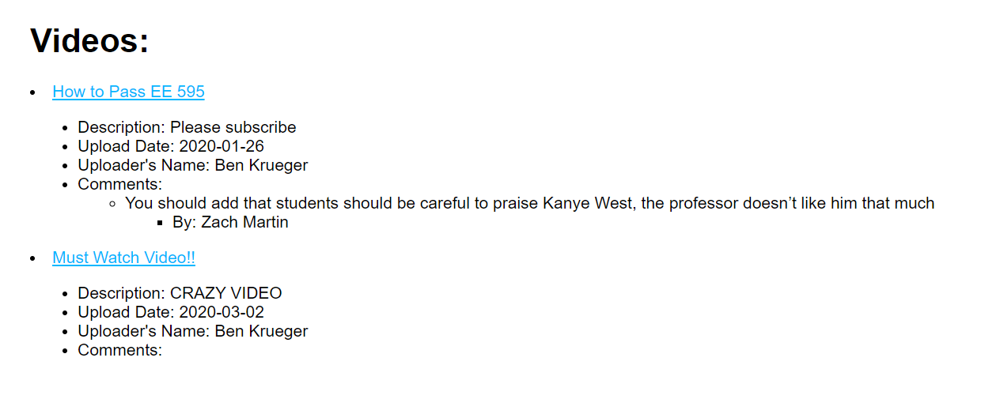 Videos:
How to Pass EE 595
Description: Please subscribe
Upload Date: 2020-01-26
Uploader's Name: Ben Krueger
Comments:
You should add that students should be careful to praise Kanye West, the professor doesn’t like him that much
By: Zach Martin
Must Watch Video!!
Description: CRAZY VIDEO
Upload Date: 2020-03-02
Uploader's Name: Ben Krueger
Comments: